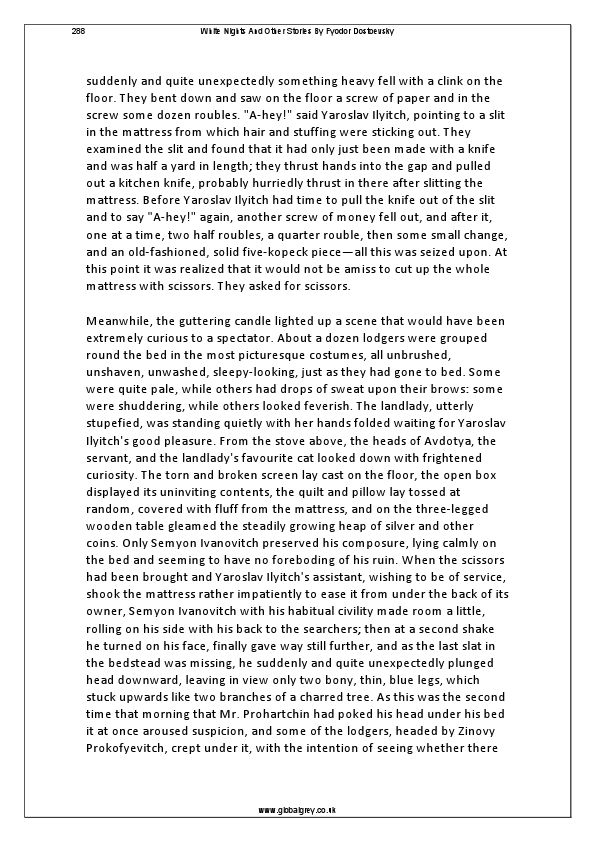 288
White Nights And Other Stories By Fyodor Dostoevsky
suddenly and quite unexpectedly something heavy fell with a clink on the
floor. They bent down and saw on the floor a screw of paper and in the
screw some dozen roubles. "A-hey!" said Yaroslav Ilyitch, pointing to a slit
in the mattress from which hair and stuffing were sticking out. They
examined the slit and found that it had only just been made with a knife
and was half a yard in length; they thrust hands into the gap and pulled
out a kitchen knife, probably hurriedly thrust in there after slitting the
mattress. Before Yaroslav Ilyitch had time to pull the knife out of the slit
and to say "A-hey!" again, another screw of money fell out, and after it,
one at a time, two half roubles, a quarter rouble, then some small change,
and an old-fashioned, solid five-kopeck piece—all this was seized upon. At
this point it was realized that it would not be amiss to cut up the whole
mattress with scissors. They asked for scissors.
Meanwhile, the guttering candle lighted up a scene that would have been
extremely curious to a spectator. About a dozen lodgers were grouped
round the bed in the most picturesque costumes, all unbrushed,
unshaven, unwashed, sleepy-looking, just as they had gone to bed. Some
were quite pale, while others had drops of sweat upon their brows: some
were shuddering, while others looked feverish. The landlady, utterly
stupefied, was standing quietly with her hands folded waiting for Yaroslav
Ilyitch's good pleasure. From the stove above, the heads of Avdotya, the
servant, and the landlady's favourite cat looked down with frightened
curiosity. The torn and broken screen lay cast on the floor, the open box
displayed its uninviting contents, the quilt and pillow lay tossed at
random, covered with fluff from the mattress, and on the three-legged
wooden table gleamed the steadily growing heap of silver and other
coins. Only Semyon Ivanovitch preserved his composure, lying calmly on
the bed and seeming to have no foreboding of his ruin. When the scissors
had been brought and Yaroslav Ilyitch's assistant, wishing to be of service,
shook the mattress rather impatiently to ease it from under the back of its
owner, Semyon Ivanovitch with his habitual civility made room a little,
rolling on his side with his back to the searchers; then at a second shake
he turned on his face, finally gave way still further, and as the last slat in
the bedstead was missing, he suddenly and quite unexpectedly plunged
head downward, leaving in view only two bony, thin, blue legs, which
stuck upwards like two branches of a charred tree. As this was the second
time that morning that Mr. Prohartchin had poked his head under his bed
it at once aroused suspicion, and some of the lodgers, headed by Zinovy
Prokofyevitch, crept under it, with the intention of seeing whether there
www.globalgrey.co.uk